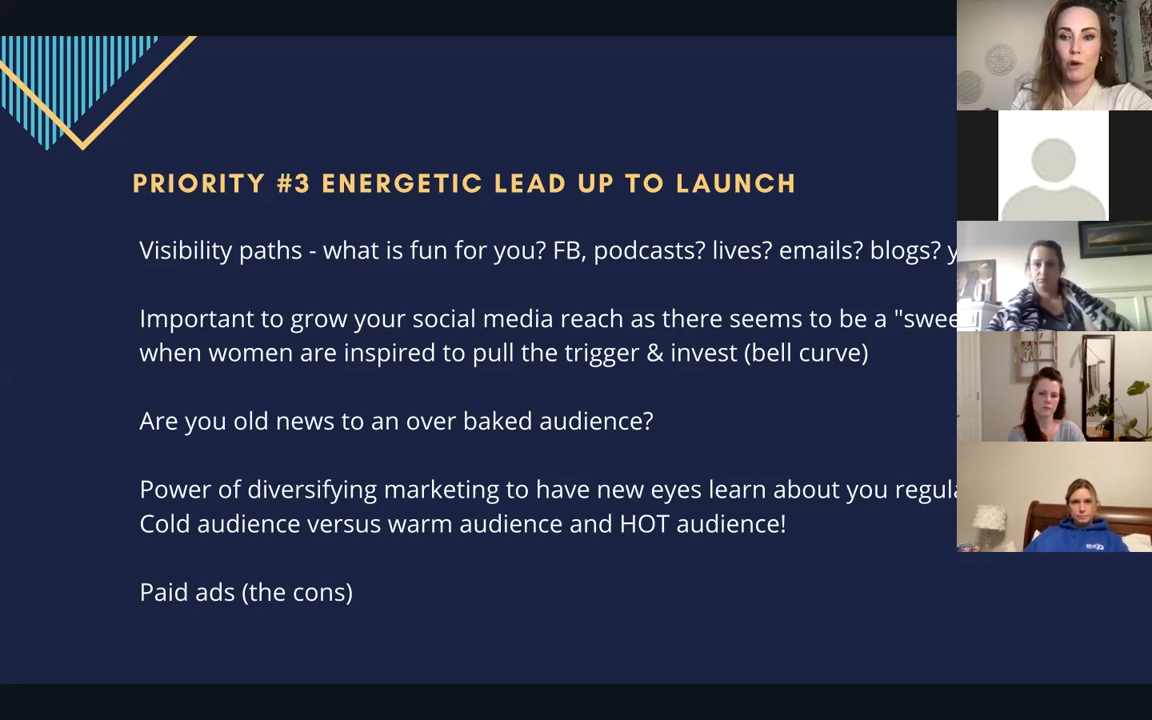 PRIORITY #3 ENERGETIC LEAD UP TO LAUNCH
Visibility paths - what is fun for you? FB, podcasts? lives? emails? blogs? y
Important to grow your social media reach as there seems to be a "swee
when women are inspired to pull the trigger & invest (bell curve)
Are you old news to an over baked audience?
Power of diversifying marketing to have new eyes learn about you regula
Cold audience versus warm audience and HOT audience!
Paid ads (the cons)